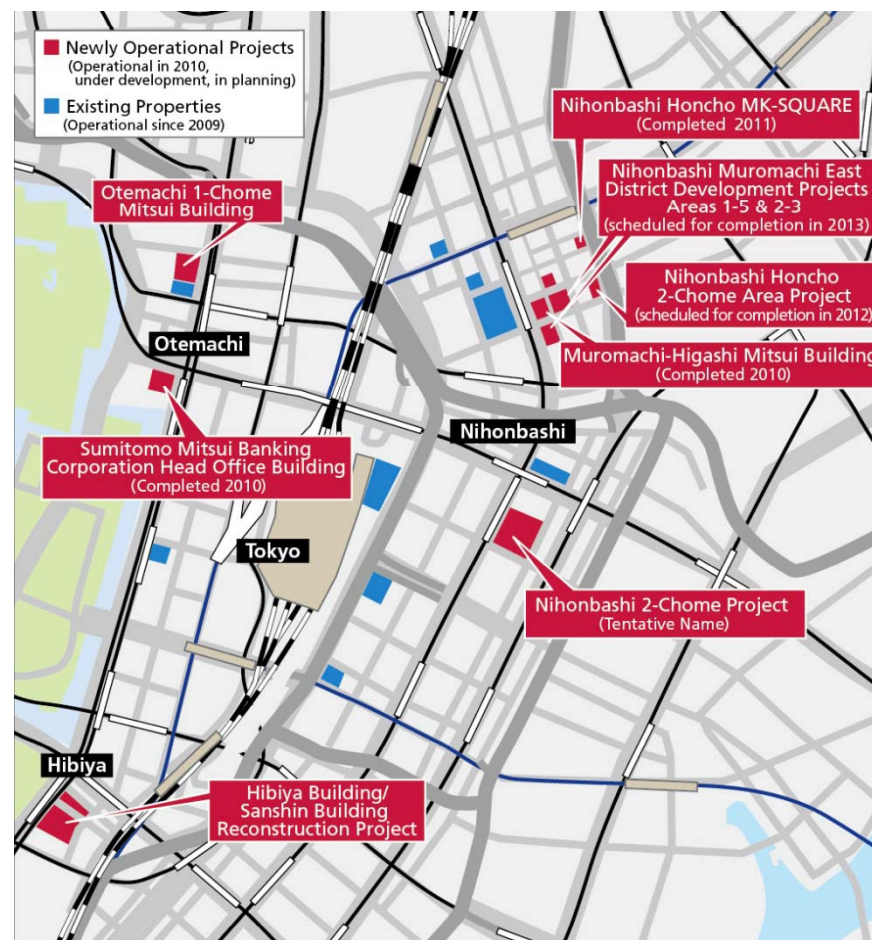 Newly Operational Projects
(Operational in 2010,
under development, in planning)
Existing Properties
(Operational since 2009)
Nihonbashi Honcho MK-SQUARE
(Completed 2011)
Otemachi 1-Chome
Mitsui Building
Nihonbashi Muromachi East
District Development Projects
Areas 1-5 & 2-3
(scheduled for completion in 2013)
Nihonbashi Honcho
2-Chome Area Project
(scheduled for completion in 2012)
Otemachi
Muromachi-Higashi Mitsui Building
(Completed 2010)
Nihonbashi
Sumitomo Mitsui Banking
Corporation Head Office Building
(Completed 2010)
Tokyo
Nihonbashi 2-Chome Project
(Tentative Name)
Hibiya
Hibiya Building/
Sanshin Building
Reconstruction Project